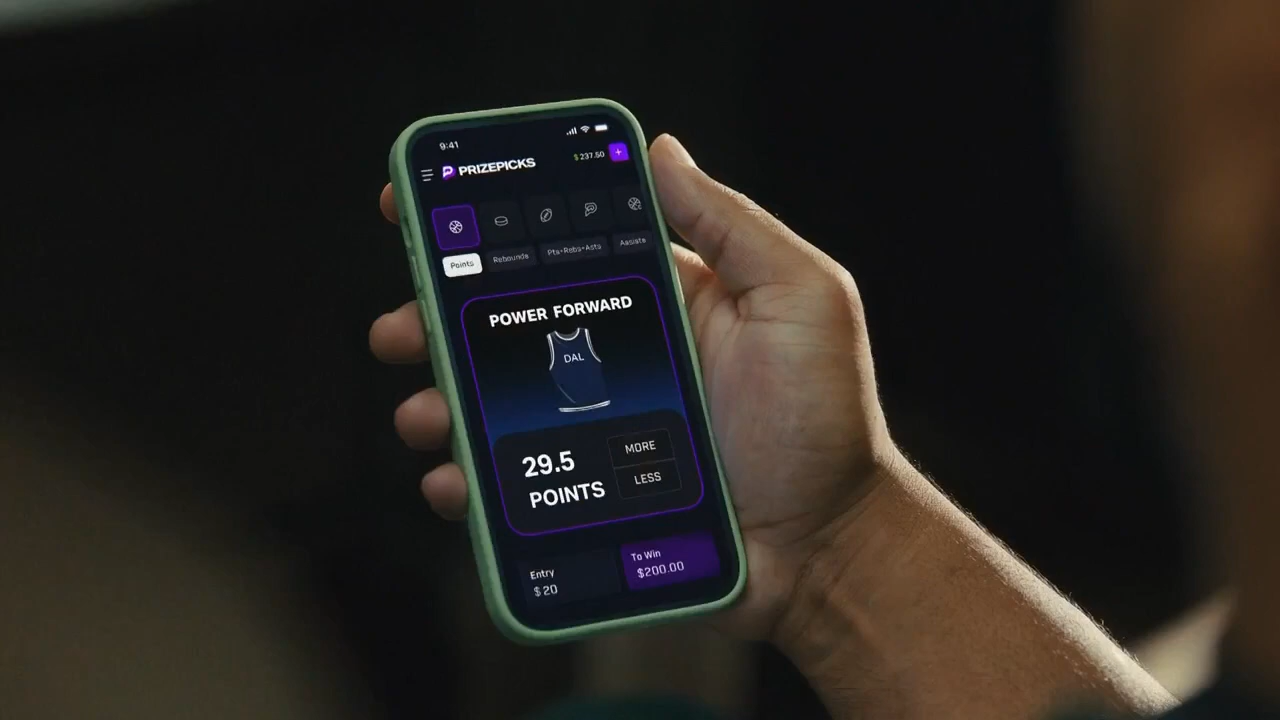 9:41
PRIZEPICKS
$237.50
+
Points
Rebounds
Pts+Rebs+Asts
Assists
POWER FORWARD
DAL
29.5
POINTS
MORE
LESS
Entry
$20
To Win
$200.00